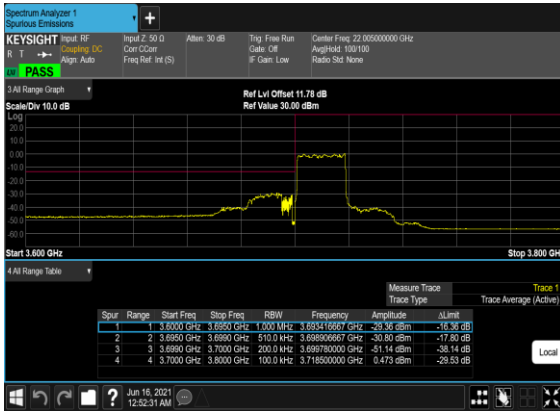 Spectrum Analyzer 1
Spurious Emissions
KEYSIGHT Input: RF Input Z: 50 Ω Atten: 30 dB Trig: Free Run Center Freq: 22.005000000 GHz
R T Coupling: DC Corr CCorr Gate: Off Avg|Hold: 100/100
Align: Auto Freq Ref: Int (S) IF Gain: Low Radio Std: None
LXI PASS
3 All Range Graph
Ref Lvl Offset 11.78 dB
Scale/Div 10.0 dB Ref Value 30.00 dBm
Log
20.0
10.0
0.00
-10.0
-20.0
-30.0
-40.0
-50.0
-60.0
Start 3.600 GHz Stop 3.800 GH
4 All Range Table
Measure Trace Trace 1
Trace Type Trace Average (Active)
Spur Range Start Freq Stop Freq RBW Frequency Amplitude ΔLimit
1 1 3.6000 GHz 3.6950 GHz 1.000 MHz 3.693416667 GHz -29.36 dBm -16.36 dB
2 2 3.6950 GHz 3.6990 GHz 510.0 kHz 3.698906667 GHz -30.80 dBm -17.80 dB
3 3 3.6990 GHz 3.7000 GHz 200.0 kHz 3.699780000 GHz -51.14 dBm -38.14 dB
4 4 3.7000 GHz 3.8000 GHz 100.0 kHz 3.718500000 GHz 0.473 dBm -29.53 dB
Local
Jun 16, 2021
12:52:31 AM